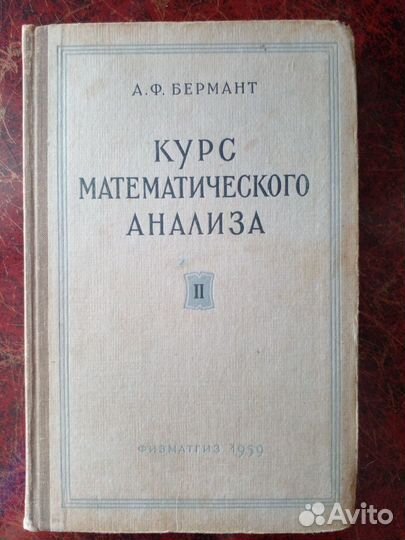 А.Ф. БЕРМАНТ
КУРС
МАТЕМАТИЧЕСКОГО
АНАЛИЗА
II
ФИЗМАТГИЗ 1959
Avito